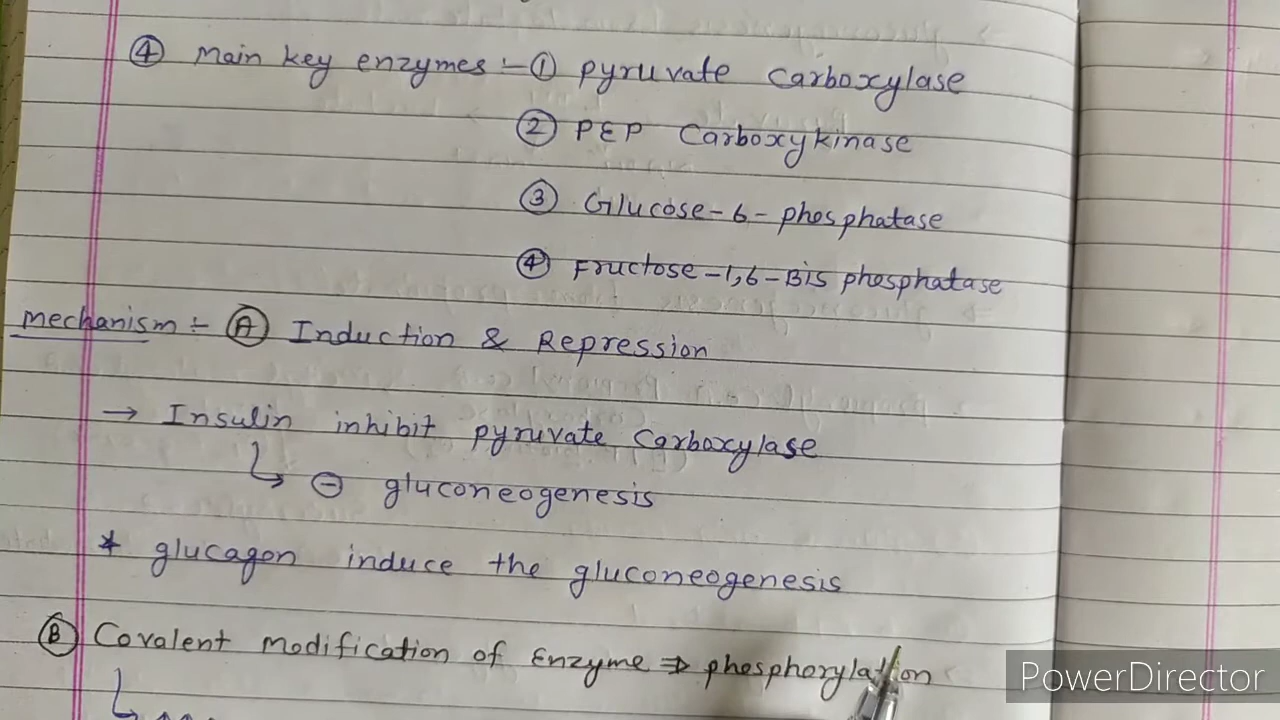 ④ Main key enzymes :- ① pyruvate carboxylase
② PEP Carboxykinase
③ Glucose-6-phosphatase
④ Fructose-1,6-Bis phosphatase
mechanism :- Ⓐ Induction & Repression
→ Insulin inhibit pyruvate carboxylase
↳ ⊖ gluconeogenesis
* glucagon induce the gluconeogenesis
Ⓑ Covalent modification of Enzyme ⇒ phosphorylation
PowerDirector